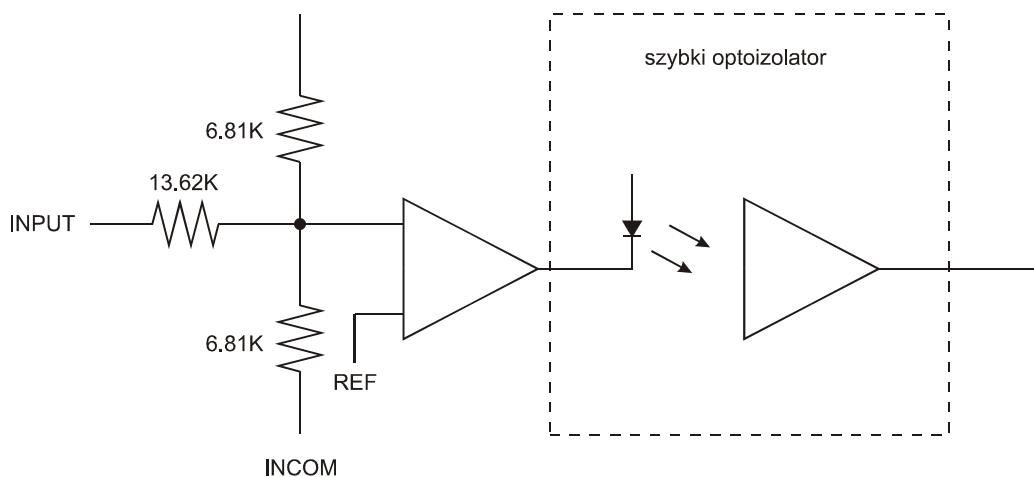 szybki optoizolator
6.81K
13.62K
INPUT
6.81K
REF
INCOM